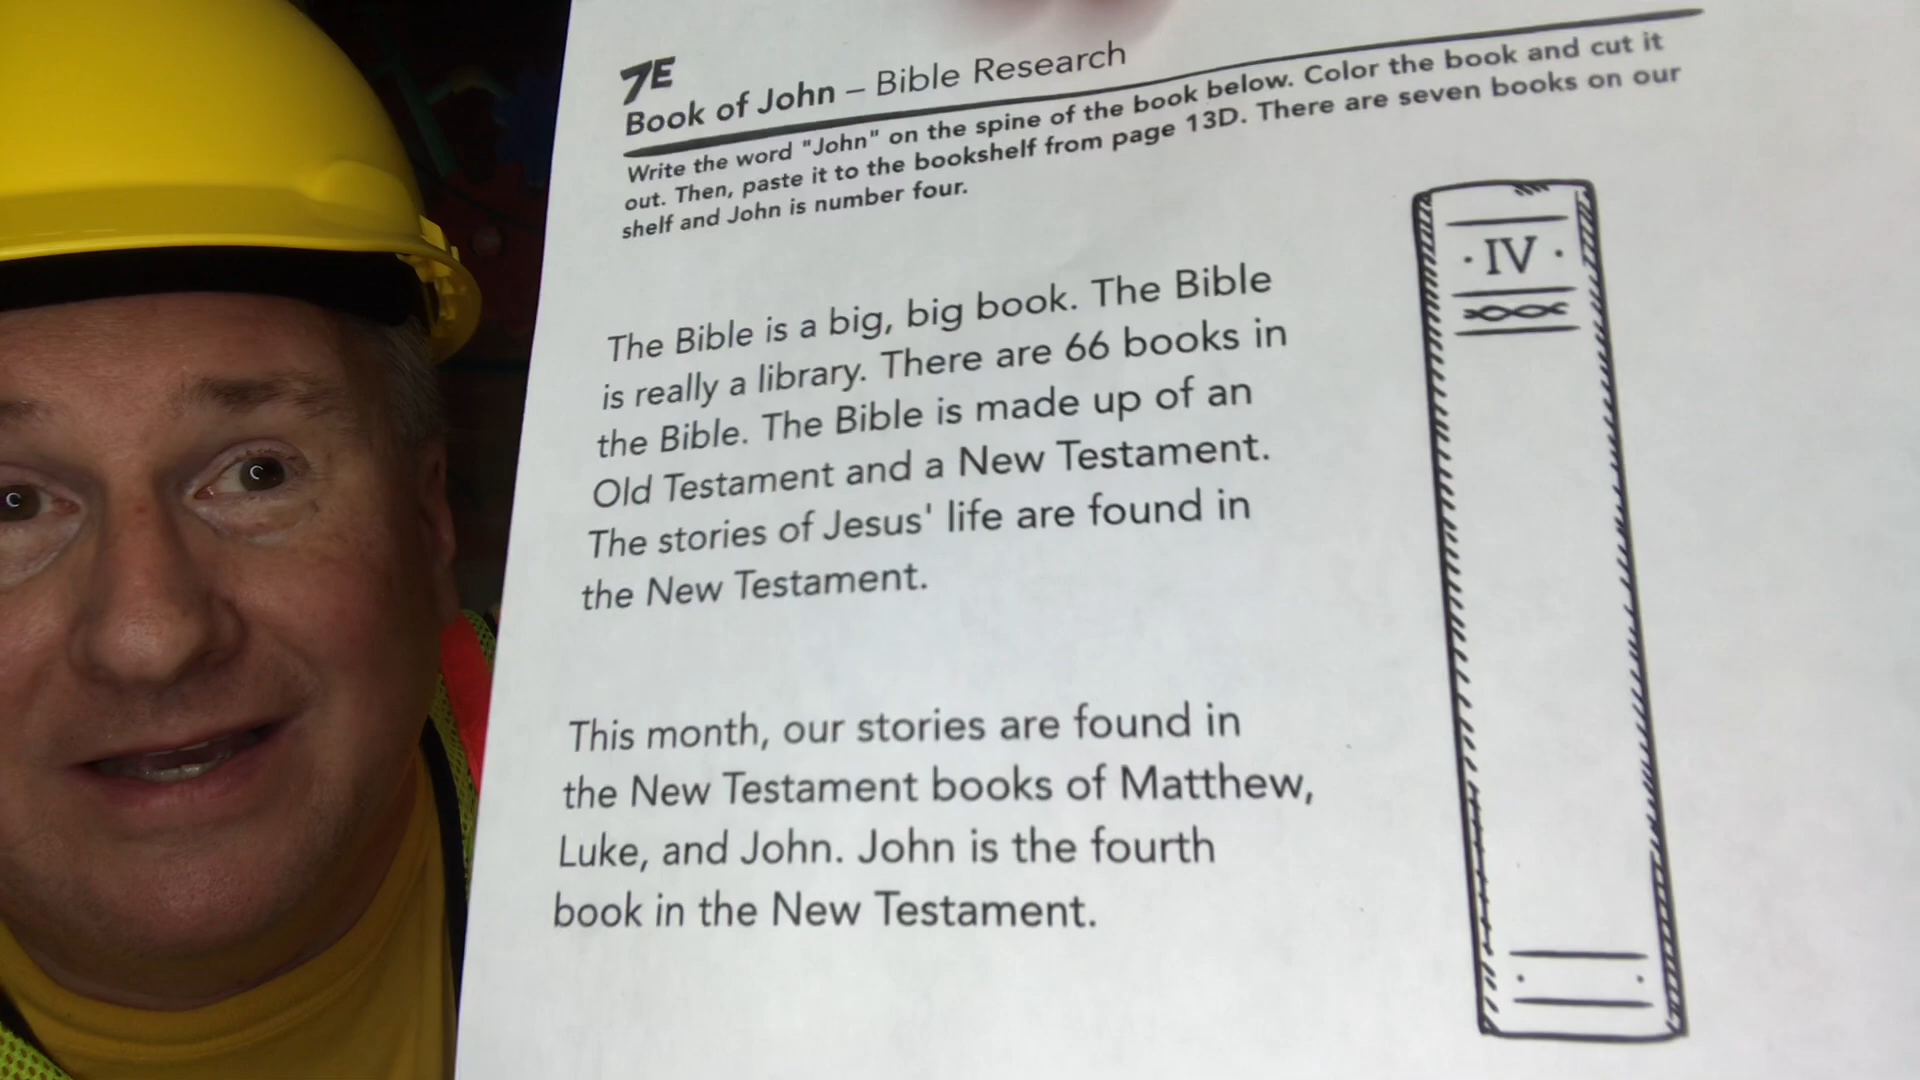 7E
Book of John – Bible Research
Write the word "John" on the spine of the book below. Color the book and cut it
out. Then, paste it to the bookshelf from page 13D. There are seven books on our
shelf and John is number four.
· IV ·
The Bible is a big, big book. The Bible
is really a library. There are 66 books in
the Bible. The Bible is made up of an
Old Testament and a New Testament.
The stories of Jesus' life are found in
the New Testament.
This month, our stories are found in
the New Testament books of Matthew,
Luke, and John. John is the fourth
book in the New Testament.